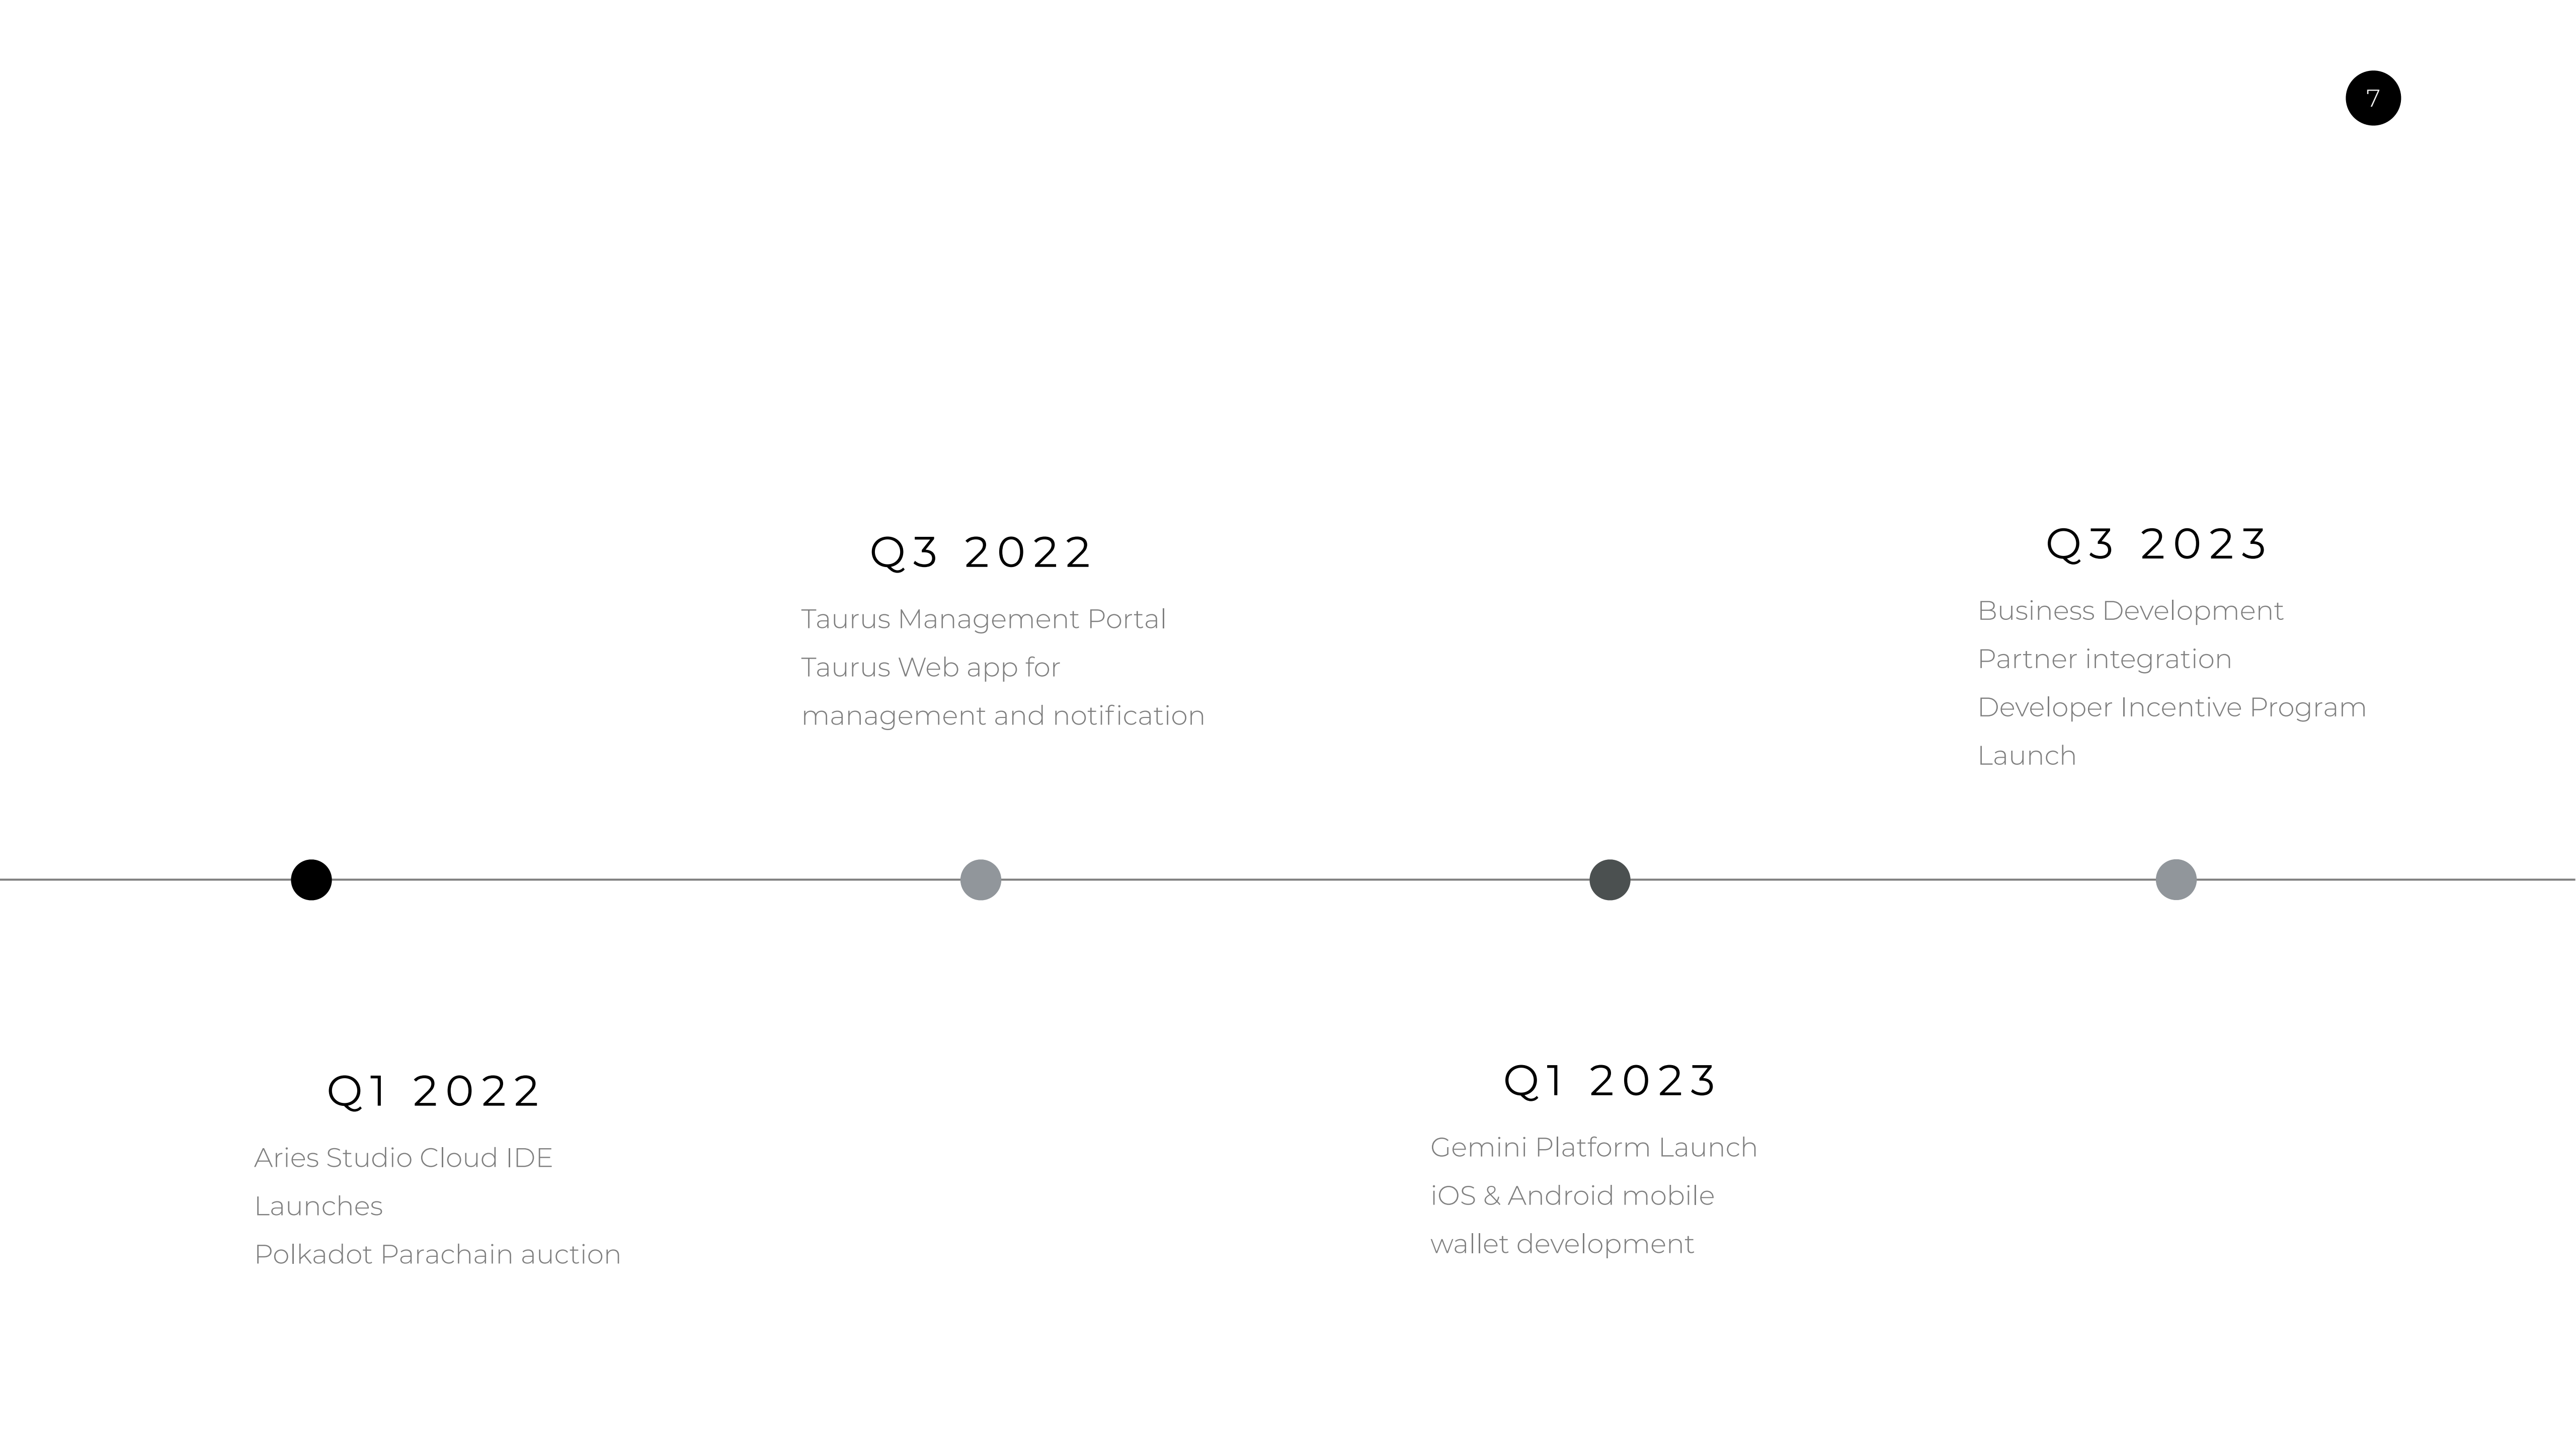 7
Q3 2022
Taurus Management Portal
Taurus Web app for
management and notification
Q3 2023
Business Development
Partner integration
Developer Incentive Program
Launch
Q1 2022
Aries Studio Cloud IDE
Launches
Polkadot Parachain auction
Q1 2023
Gemini Platform Launch
iOS & Android mobile
wallet development